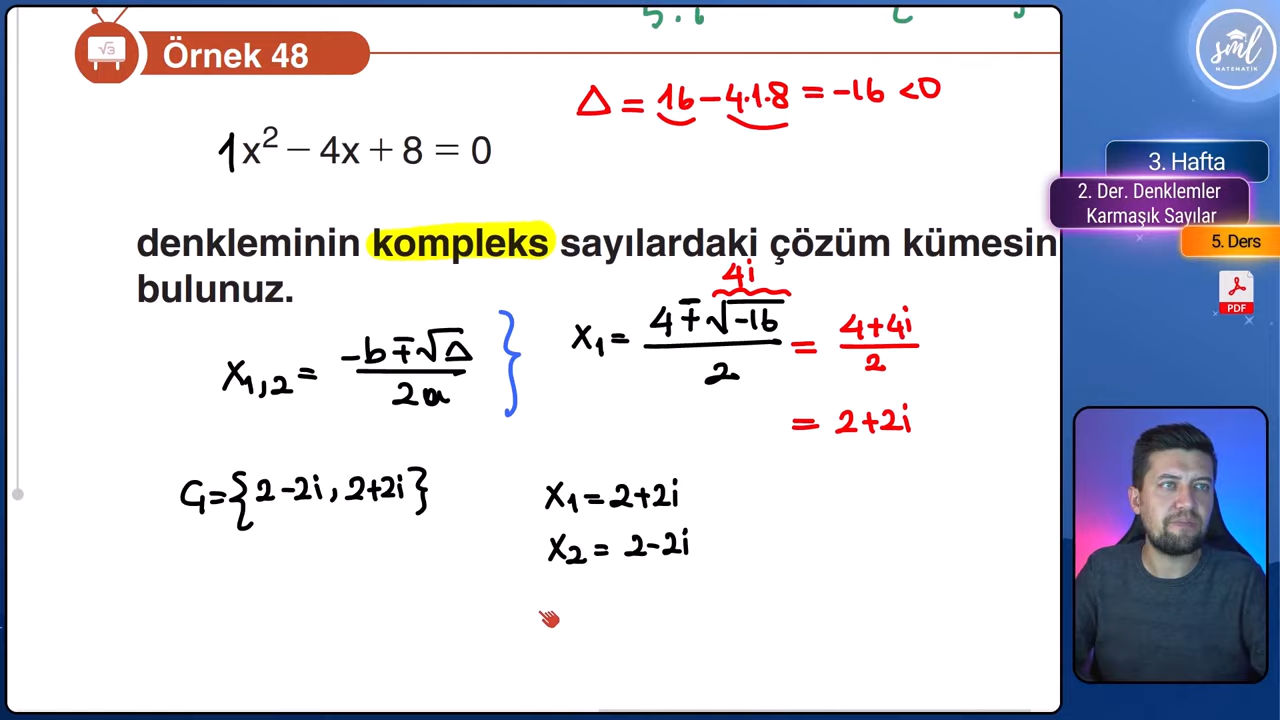 Örnek 48
Δ = 16 - 4.1.8 = -16 < 0
1x² - 4x + 8 = 0
denkleminin kompleks sayılardaki çözüm kümesin
bulunuz.
x₁,₂ = (-b ∓ √Δ) / 2a
4i
x₁ = (4 ∓ √-16) / 2 = (4+4i) / 2
= 2+2i
Ç = {2-2i, 2+2i}
x₁ = 2+2i
x₂ = 2-2i
sml
MATEMATİK
3. Hafta
2. Der. Denklemler
Karmaşık Sayılar
5. Ders
PDF
√3